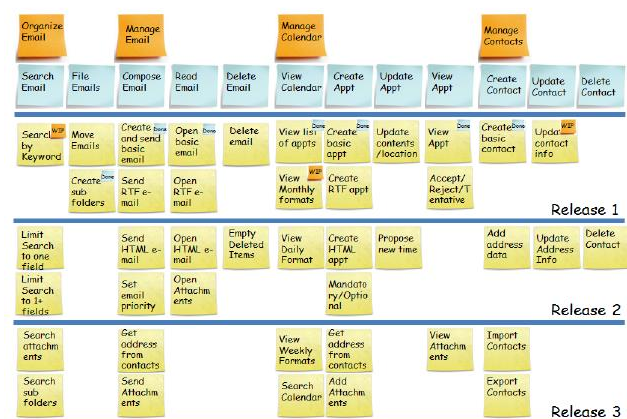 Organize
Email
Manage
Email
Manage
Calendar
Manage
Contacts
Search
Email
File
Emails
Compose
Email
Read
Email
Delete
Email
View
Calendar
Create
Appt
Update
Appt
View
Appt
Create
Contact
Update
Contact
Delete
Contact
Search
by
Keyword
WIP
Move
Emails
Create
and send
basic
email
Done
Open
basic
email
Done
Delete
email
View list
of appts
Done
Create
basic
appt
Done
Update
contents
/location
View
Appt
Done
Create
basic
contact
Done
Update
contact
info
WIP
Create
sub
folders
Done
Send
RTF e-
mail
Open
RTF e-
mail
View
Monthly
formats
WIP
Create
RTF appt
Accept/
Reject/T
entative
Release 1
Limit
Search
to one
field
Send
HTML e-
mail
Open
HTML e-
mail
Empty
Deleted
Items
View
Daily
Format
Create
HTML
appt
Propose
new time
Add
address
data
Update
Address
Info
Delete
Contact
Limit
Search
to 1+
fields
Set
email
priority
Open
Attachm
ents
Mandato
ry/Optio
nal
Release 2
Search
attachm
ents
Get
address
from
contacts
View
Weekly
Formats
Get
address
from
contacts
View
Attachm
ents
Import
Contacts
Search
sub
folders
Send
Attachm
ents
Search
Calendar
Add
Attachm
ents
Export
Contacts
Release 3